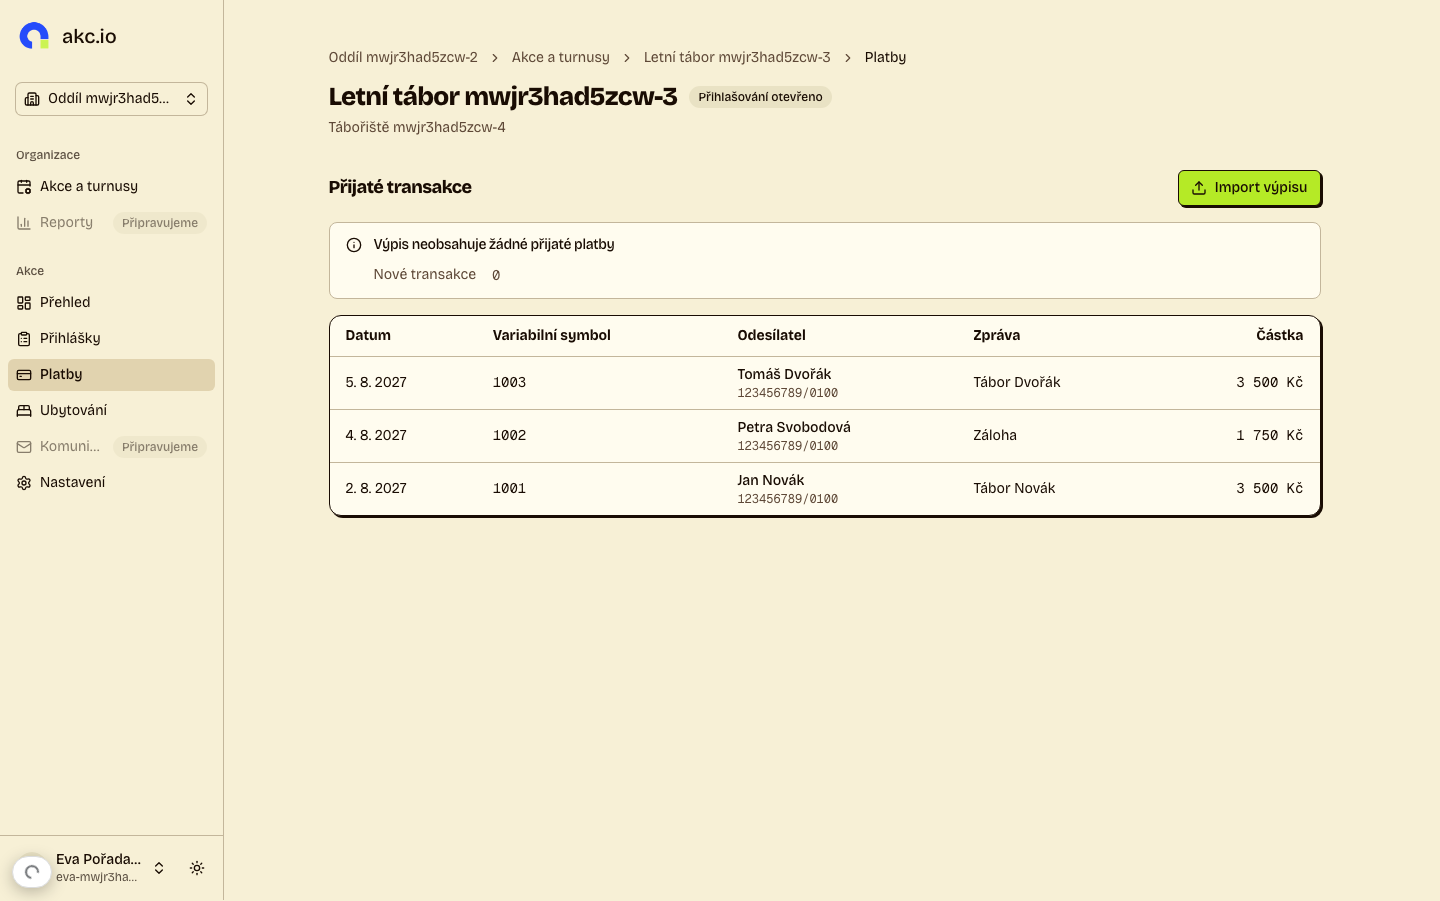 akc.io
Oddíl mwjr3had5...
Organizace
Akce a turnusy
Reporty Připravujeme
Akce
Přehled
Přihlášky
Platby
Ubytování
Komuni... Připravujeme
Nastavení
Eva Pořada...
eva-mwjr3ha...
Oddíl mwjr3had5zcw-2 > Akce a turnusy > Letní tábor mwjr3had5zcw-3 > Platby
Letní tábor mwjr3had5zcw-3 Přihlašování otevřeno
Tábořiště mwjr3had5zcw-4
Přijaté transakce Import výpisu
Výpis neobsahuje žádné přijaté platby
Nové transakce 0
Datum Variabilní symbol Odesílatel Zpráva Částka
5. 8. 2027 1003 Tomáš Dvořák Tábor Dvořák 3 500 Kč
123456789/0100
4. 8. 2027 1002 Petra Svobodová Záloha 1 750 Kč
123456789/0100
2. 8. 2027 1001 Jan Novák Tábor Novák 3 500 Kč
123456789/0100